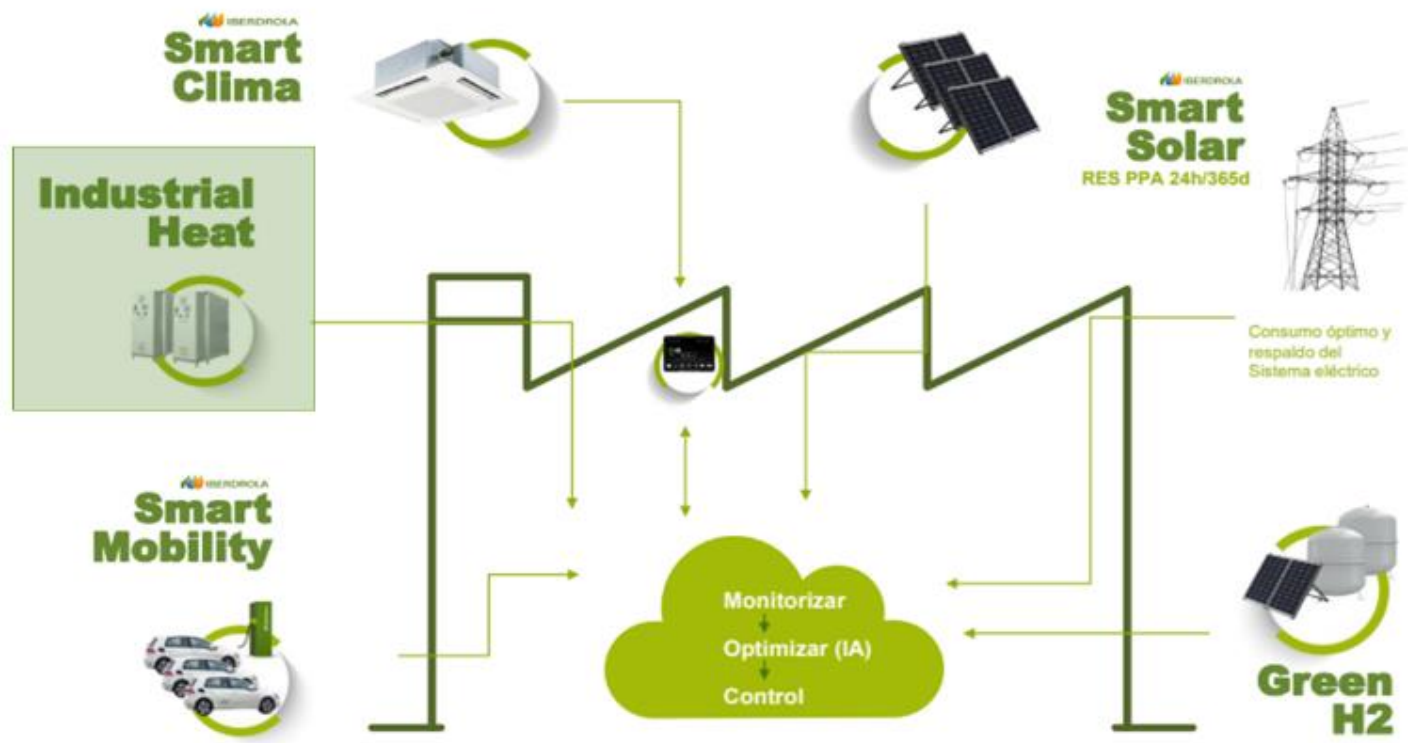 IBERDROLA
Smart
Clima
IBERDROLA
Smart
Solar
RES PPA 24h/365d
Industrial
Heat
Consumo óptimo y
respaldo del
Sistema eléctrico
IBERDROLA
Smart
Mobility
Monitorizar
Optimizar (IA)
Control
Green
H2